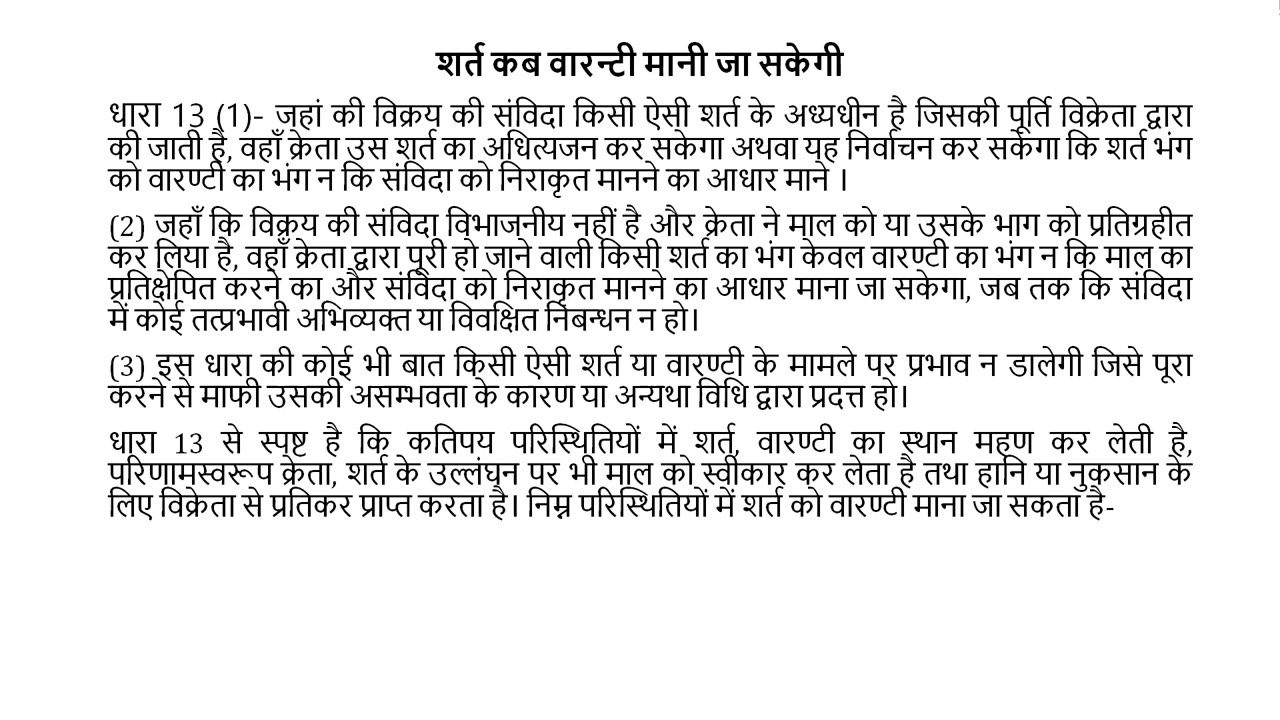 शर्त कब वारन्टी मानी जा सकेगी
धारा 13 (1)- जहां की विक्रय की संविदा किसी ऐसी शर्त के अध्यधीन है जिसकी पूर्ति विक्रेता द्वारा
की जाती है, वहाँ क्रेता उस शर्त का अधित्यजन कर सकेगा अथवा यह निर्वाचन कर सकेगा कि शर्त भंग
को वारण्टी का भंग न कि संविदा को निराकृत मानने का आधार माने ।
(2) जहाँ कि विक्रय की संविदा विभाजनीय नहीं है और क्रेता ने माल को या उसके भाग को प्रतिग्रहीत
कर लिया है, वहाँ क्रेता द्वारा पूरी हो जाने वाली किसी शर्त का भंग केवल वारण्टी का भंग न कि माल का
प्रतिक्षेपित करने का और संविदा को निराकृत मानने का आधार माना जा सकेगा, जब तक कि संविदा
में कोई तत्प्रभावी अभिव्यक्त या विवक्षित निबन्धन न हो।
(3) इस धारा की कोई भी बात किसी ऐसी शर्त या वारण्टी के मामले पर प्रभाव न डालेगी जिसे पूरा
करने से माफी उसकी असम्भवता के कारण या अन्यथा विधि द्वारा प्रदत्त हो।
धारा 13 से स्पष्ट है कि कतिपय परिस्थितियों में शर्त, वारण्टी का स्थान महण कर लेती है,
परिणामस्वरूप क्रेता, शर्त के उल्लंघन पर भी माल को स्वीकार कर लेता है तथा हानि या नुकसान के
लिए विक्रेता से प्रतिकर प्राप्त करता है। निम्न परिस्थितियों में शर्त को वारण्टी माना जा सकता है-